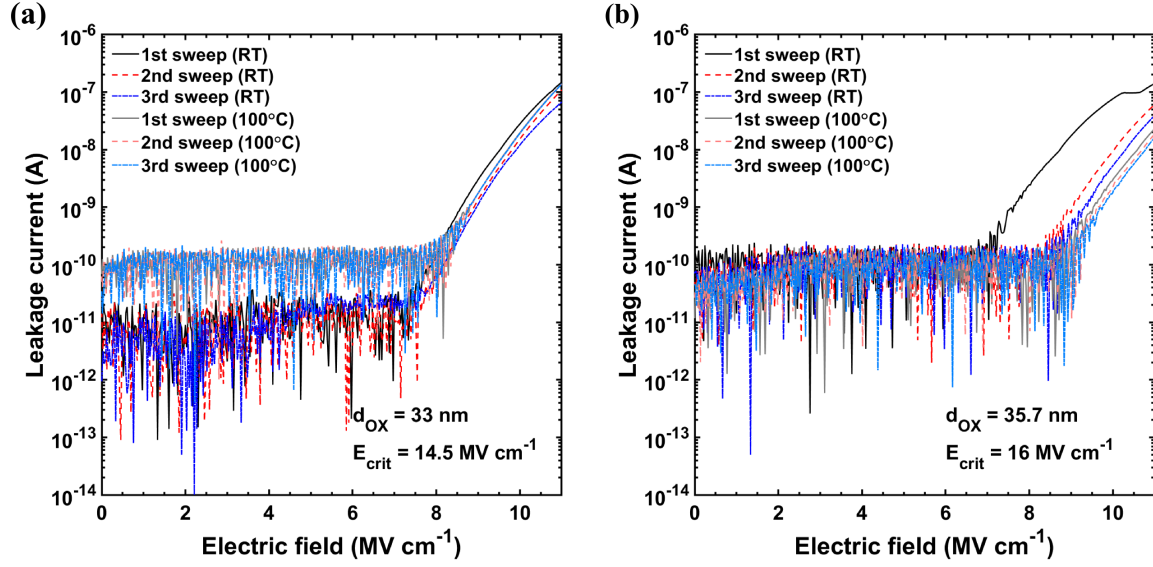 (a)
10⁻⁶
10⁻⁷
10⁻⁸
10⁻⁹
10⁻¹⁰
10⁻¹¹
10⁻¹²
10⁻¹³
10⁻¹⁴
Leakage current (A)
1st sweep (RT)
2nd sweep (RT)
3rd sweep (RT)
1st sweep (100°C)
2nd sweep (100°C)
3rd sweep (100°C)
d_OX = 33 nm
E_crit = 14.5 MV cm⁻¹
0 2 4 6 8 10
Electric field (MV cm⁻¹)
(b)
10⁻⁶
10⁻⁷
10⁻⁸
10⁻⁹
10⁻¹⁰
10⁻¹¹
10⁻¹²
10⁻¹³
10⁻¹⁴
Leakage current (A)
1st sweep (RT)
2nd sweep (RT)
3rd sweep (RT)
1st sweep (100°C)
2nd sweep (100°C)
3rd sweep (100°C)
d_OX = 35.7 nm
E_crit = 16 MV cm⁻¹
0 2 4 6 8 10
Electric field (MV cm⁻¹)